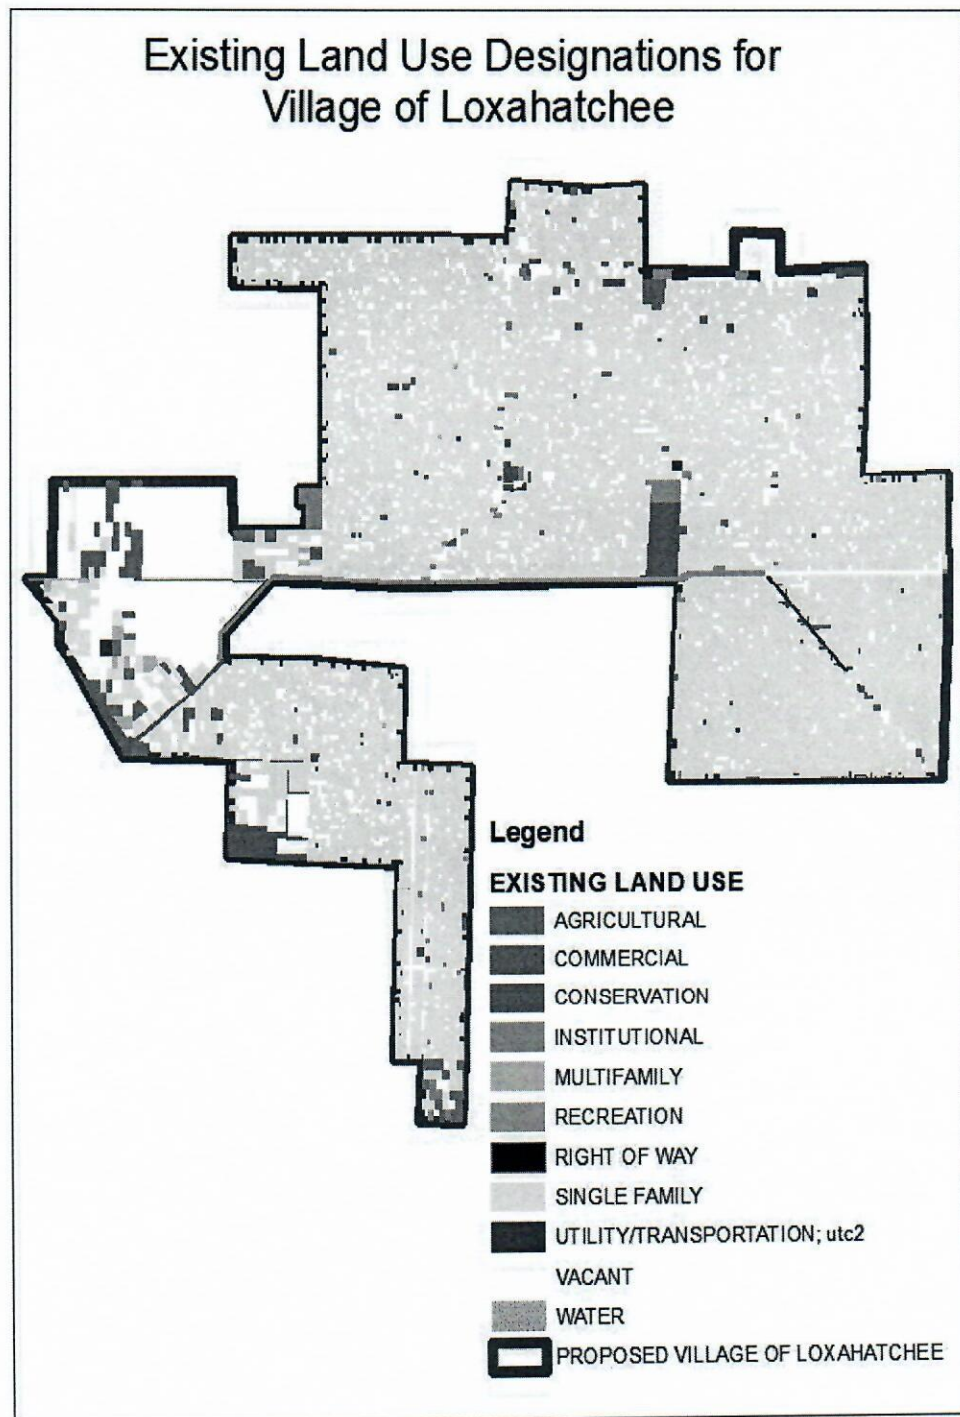 Existing Land Use Designations for
Village of Loxahatchee
Legend
EXISTING LAND USE
AGRICULTURAL
COMMERCIAL
CONSERVATION
INSTITUTIONAL
MULTIFAMILY
RECREATION
RIGHT OF WAY
SINGLE FAMILY
UTILITY/TRANSPORTATION; utc2
VACANT
WATER
PROPOSED VILLAGE OF LOXAHATCHEE